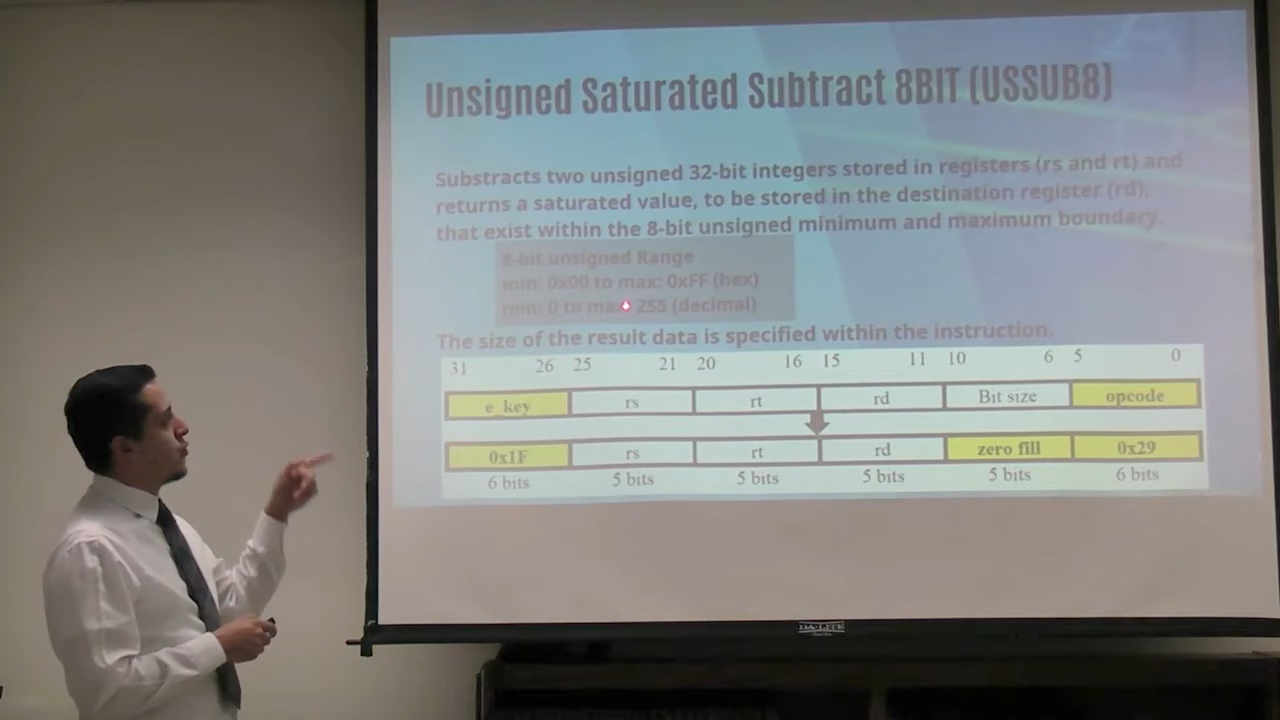 Unsigned Saturated Subtract 8BIT (USSUB8)
Substracts two unsigned 32-bit integers stored in registers (rs and rt) and
returns a saturated value, to be stored in the destination register (rd),
that exist within the 8-bit unsigned minimum and maximum boundary.
8-bit unsigned Range
min: 0x00 to max: 0xFF (hex)
min: 0 to max: 255 (decimal)
The size of the result data is specified within the instruction.
31 26 25 21 20 16 15 11 10 6 5 0
e_key rs rt rd Bit size opcode
0x1F rs rt rd zero fill 0x29
6 bits 5 bits 5 bits 5 bits 5 bits 6 bits
DA-LITE